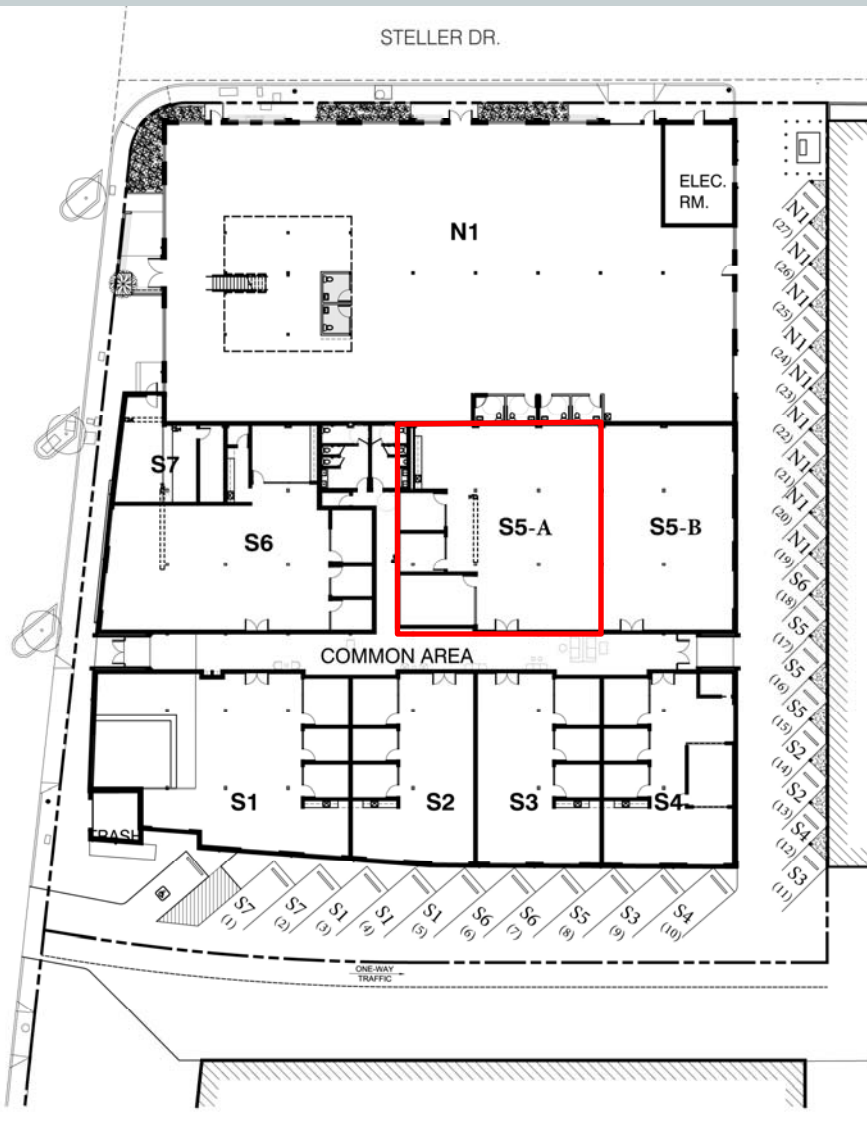 STELLER DR.
ELEC.
RM.
N1
S7
S6
S5-A
S5-B
COMMON AREA
S1
S2
S3
S4
TRASH
N1
(27)
N1
(26)
N1
(25)
N1
(24)
N1
(23)
N1
(22)
N1
(21)
N1
(20)
N1
(19)
S6
(18)
S5
(17)
S5
(16)
S5
(15)
S2
(14)
S2
(13)
S4
(12)
S3
(11)
S7
(1)
S7
(2)
S1
(3)
S1
(4)
S1
(5)
S6
(6)
S6
(7)
S5
(8)
S3
(9)
S4
(10)
ONE-WAY
TRAFFIC